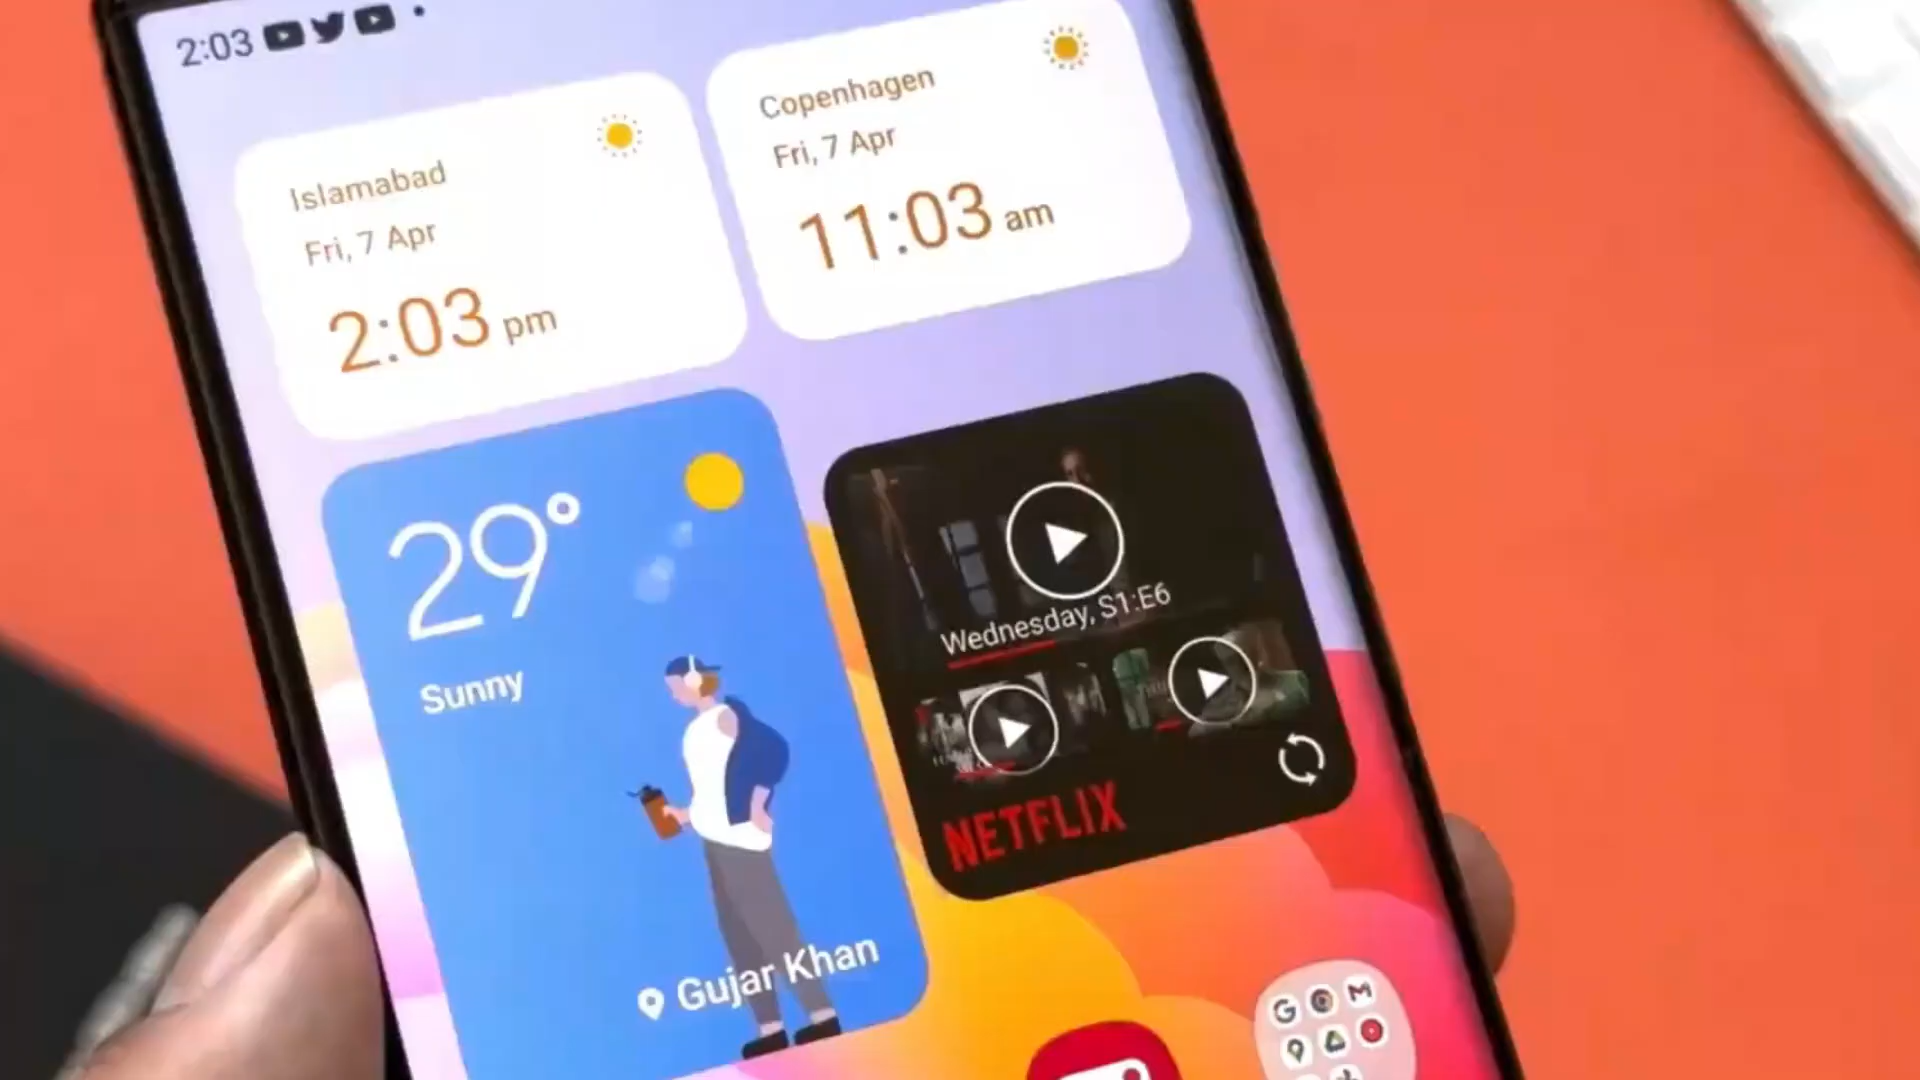 2:03
Islamabad
Fri, 7 Apr
2:03 pm
Copenhagen
Fri, 7 Apr
11:03 am
29°
Sunny
Gujar Khan
Wednesday, S1:E6
NETFLIX